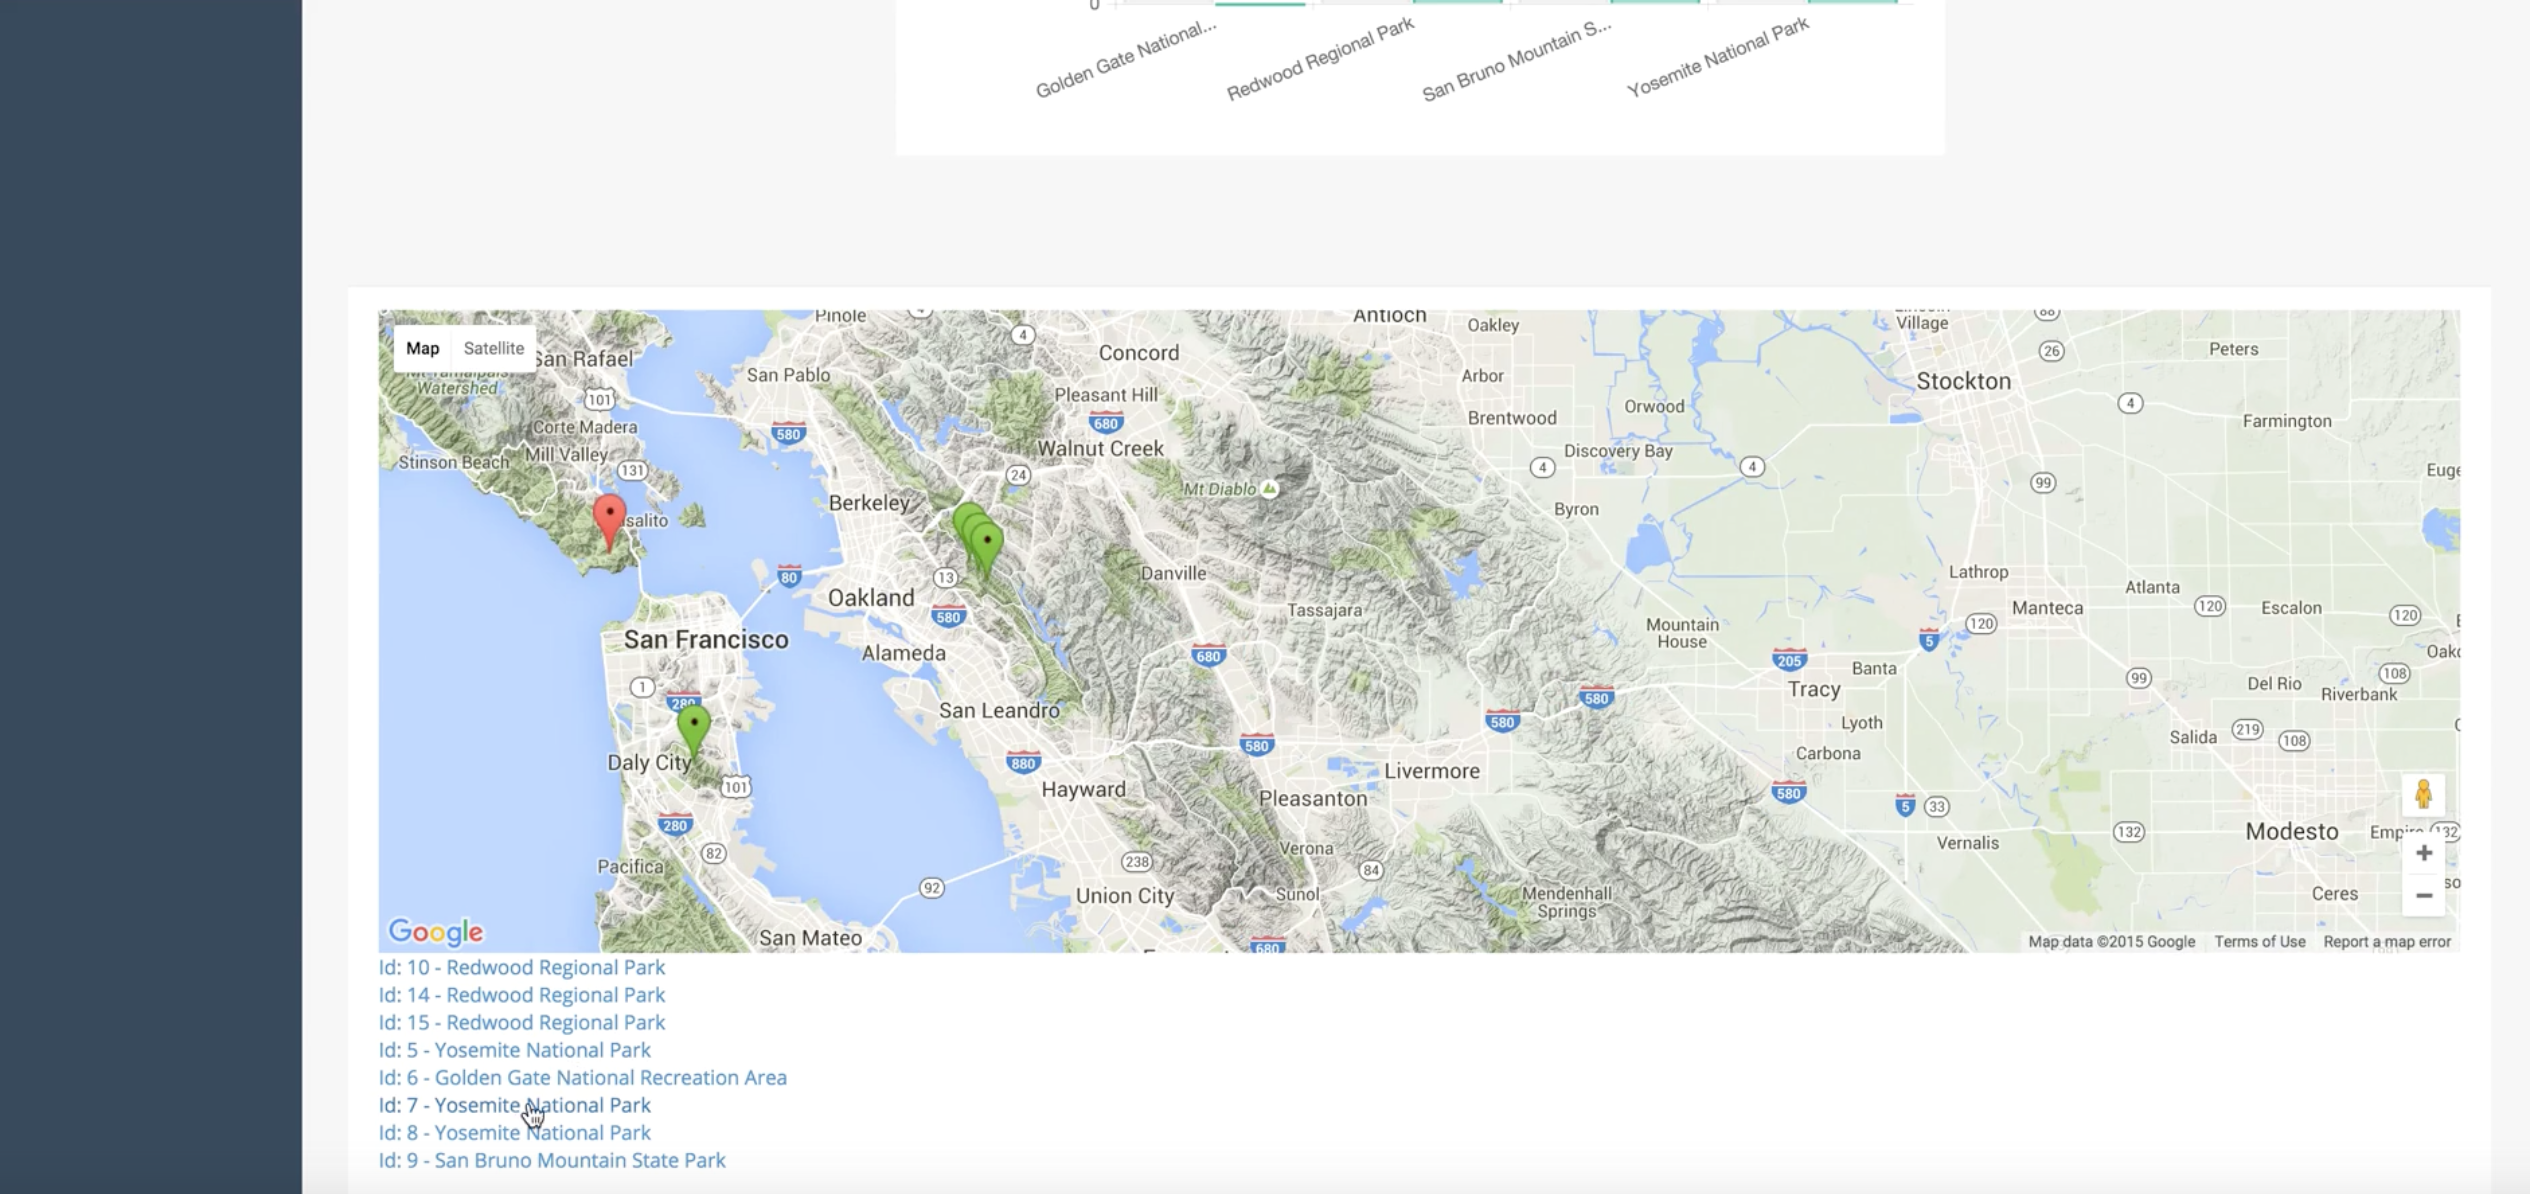 0
Golden Gate National...
Redwood Regional Park
San Bruno Mountain S...
Yosemite National Park
Map Satellite
Pinole
4
Antioch
Oakley
Village
88
26
Peters
San Rafael
Watershed
101
San Pablo
Concord
Pleasant Hill
680
Arbor
Brentwood
Orwood
Stockton
4
Farmington
Corte Madera
580
Walnut Creek
Mill Valley
131
Stinson Beach
24
4
Discovery Bay
4
99
Mt Diablo
Berkeley
Byron
salito
80
13
Danville
Lathrop
Atlanta
Oakland
580
Tassajara
Manteca
120
Escalon
120
120
San Francisco
Alameda
680
Mountain
House
205
Banta
5
1
280
San Leandro
580
580
Tracy
99
Del Rio
108
Riverbank
Lyoth
Salida
219
108
Daly City
880
580
Carbona
101
Hayward
Livermore
Pleasanton
580
5
33
280
82
Vernalis
132
Modesto
132
Pacifica
238
Verona
84
92
Union City
Sunol
Mendenhall
Springs
Ceres
Google
San Mateo
680
Map data ©2015 Google Terms of Use Report a map error
Id: 10 - Redwood Regional Park
Id: 14 - Redwood Regional Park
Id: 15 - Redwood Regional Park
Id: 5 - Yosemite National Park
Id: 6 - Golden Gate National Recreation Area
Id: 7 - Yosemite National Park
Id: 8 - Yosemite National Park
Id: 9 - San Bruno Mountain State Park